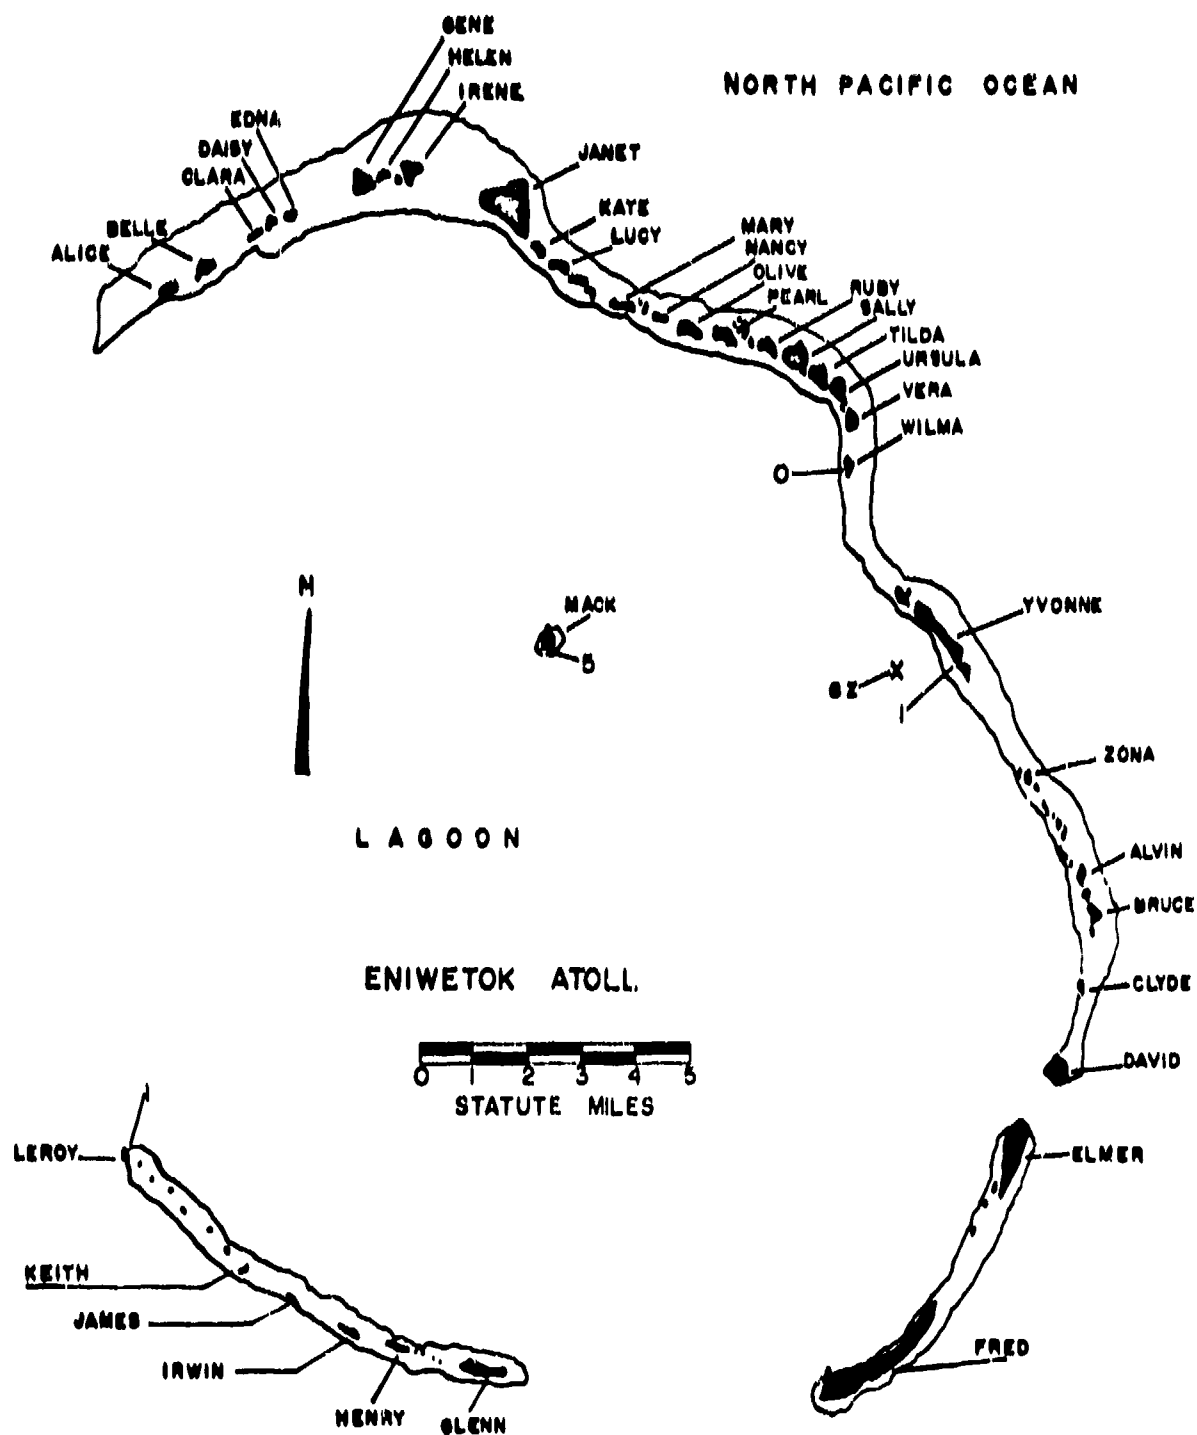 GENE
HELEN
IRENE
NORTH PACIFIC OCEAN
EDNA
DAISY
CLARA
JANET
BELLE
ALICE
KATE
LUCY
MARY
NANCY
OLIVE
PEARL
RUBY
SALLY
TILDA
URSULA
VERA
WILMA
O
N
MACK
5
YVONNE
GZ
X
1
ZONA
LAGOON
ALVIN
BRUCE
ENIWETOK ATOLL
CLYDE
0 1 2 3 4 5
STATUTE MILES
DAVID
1
LEROY
ELMER
KEITH
JAMES
IRWIN
FRED
HENRY
GLENN